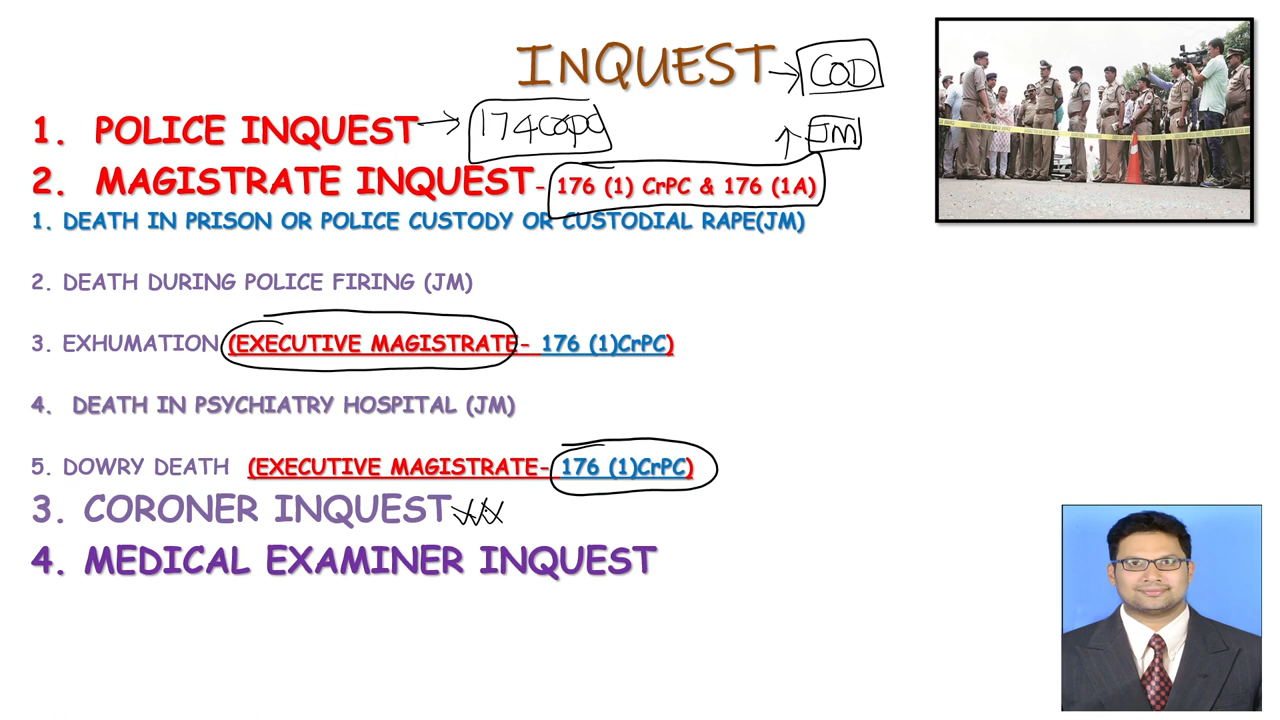 INQUEST → COD
1. POLICE INQUEST → 174 crpc
↑ JM
2. MAGISTRATE INQUEST- 176 (1) CrPC & 176 (1A)
1. DEATH IN PRISON OR POLICE CUSTODY OR CUSTODIAL RAPE(JM)
2. DEATH DURING POLICE FIRING (JM)
3. EXHUMATION (EXECUTIVE MAGISTRATE- 176 (1)CrPC)
4. DEATH IN PSYCHIATRY HOSPITAL (JM)
5. DOWRY DEATH (EXECUTIVE MAGISTRATE- 176 (1)CrPC)
3. CORONER INQUEST
4. MEDICAL EXAMINER INQUEST